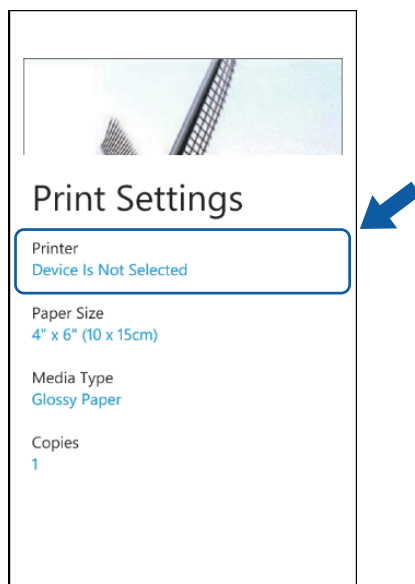 Print Settings
Printer
Device Is Not Selected
Paper Size
4" x 6" (10 x 15cm)
Media Type
Glossy Paper
Copies
1